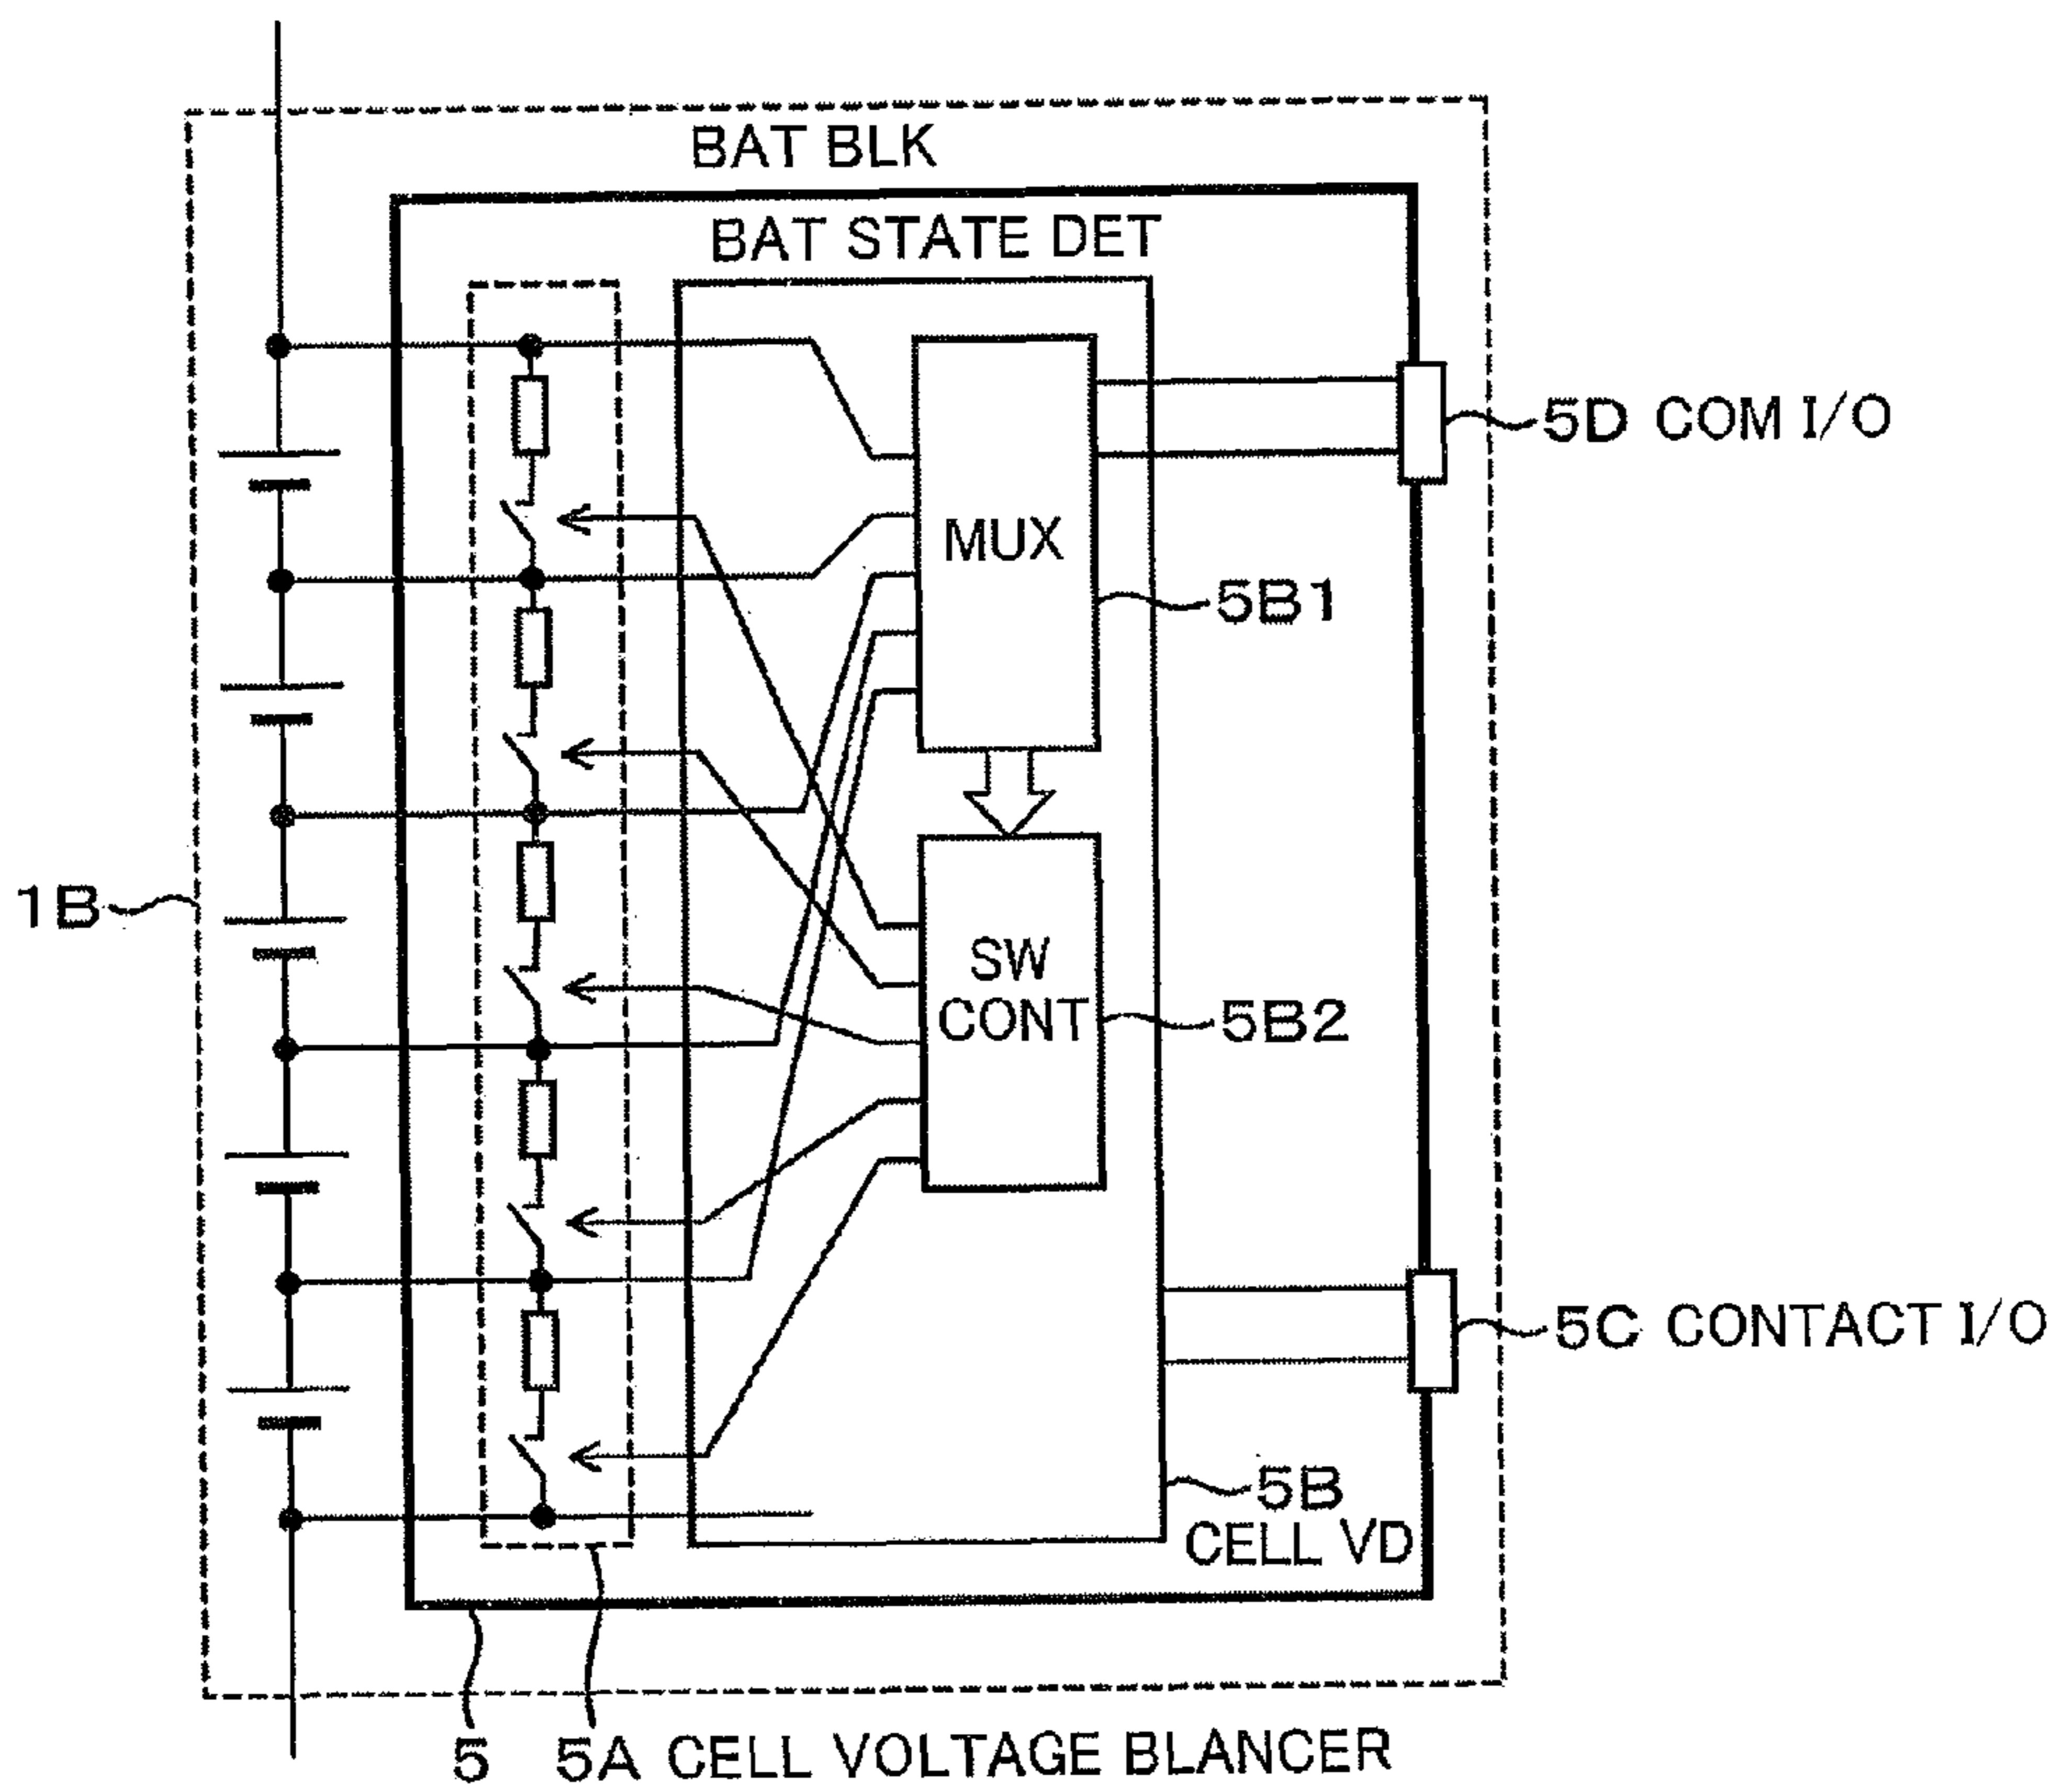 BAT BLK
BAT STATE DET
5D COM I/O
MUX
5B1
1B
SW
CONT
5B2
5C CONTACT I/O
5B
CELL VD
5
5A CELL VOLTAGE BLANCER